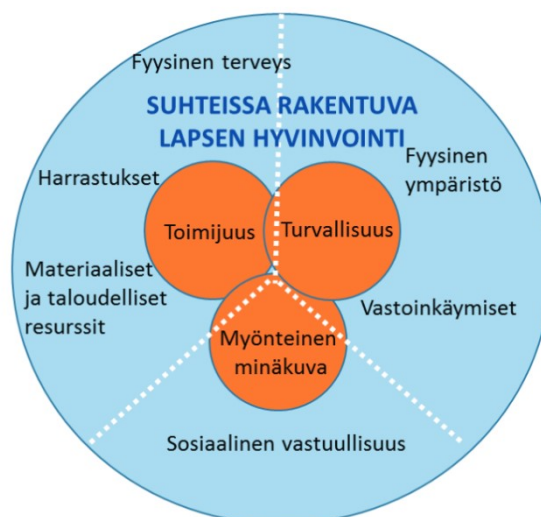 Fyysinen terveys
SUHTEISSA RAKENTUVA
LAPSEN HYVINVOINTI
Harrastukset
Fyysinen
ympäristö
Toimijuus
Turvallisuus
Materiaaliset
ja taloudelliset
resurssit
Vastoinkäymiset
Myönteinen
minäkuva
Sosiaalinen vastuullisuus